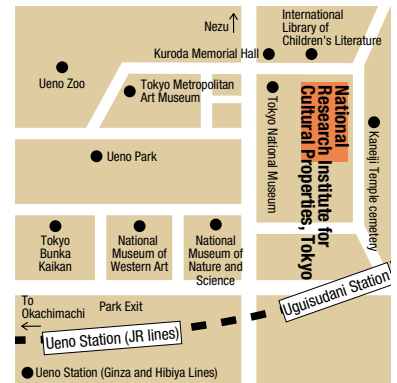 Nezu
International
Library of
Children's Literature
Kuroda Memorial Hall
Ueno Zoo
Tokyo Metropolitan
Art Museum
National
Research Institute for
Cultural Properties, Tokyo
Tokyo National Museum
Kaneiji Temple cemetery
Ueno Park
Tokyo
Bunka
Kaikan
National
Museum of
Western Art
National
Museum of
Nature and
Science
Uguisudani Station
To
Okachimachi
Park Exit
Ueno Station (JR lines)
Ueno Station (Ginza and Hibiya Lines)